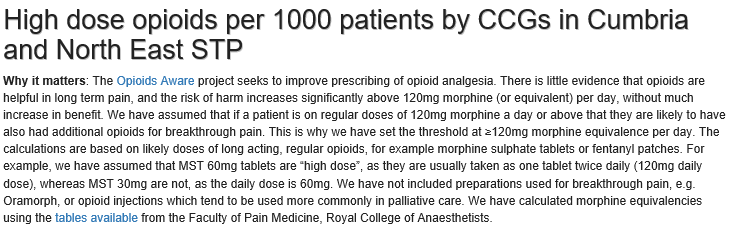 High dose opioids per 1000 patients by CCGs in Cumbria
and North East STP
Why it matters: The Opioids Aware project seeks to improve prescribing of opioid analgesia. There is little evidence that opioids are
helpful in long term pain, and the risk of harm increases significantly above 120mg morphine (or equivalent) per day, without much
increase in benefit. We have assumed that if a patient is on regular doses of 120mg morphine a day or above that they are likely to have
also had additional opioids for breakthrough pain. This is why we have set the threshold at ≥120mg morphine equivalence per day. The
calculations are based on likely doses of long acting, regular opioids, for example morphine sulphate tablets or fentanyl patches. For
example, we have assumed that MST 60mg tablets are “high dose”, as they are usually taken as one tablet twice daily (120mg daily
dose), whereas MST 30mg are not, as the daily dose is 60mg. We have not included preparations used for breakthrough pain, e.g.
Oramorph, or opioid injections which tend to be used more commonly in palliative care. We have calculated morphine equivalencies
using the tables available from the Faculty of Pain Medicine, Royal College of Anaesthetists.